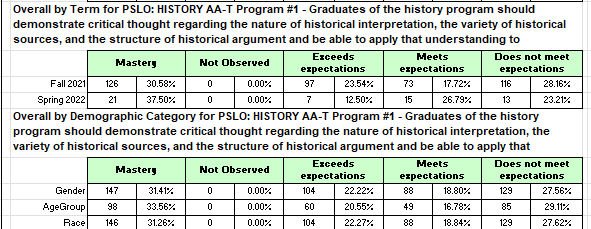 Overall by Term for PSLO: HISTORY AA-T Program #1 - Graduates of the history program should
demonstrate critical thought regarding the nature of historical interpretation, the variety of historical
sources, and the structure of historical argument and be able to apply that understanding to
Mastery Not Observed Exceeds expectations Meets expectations Does not meet expectations
Fall 2021 126 30.58% 0 0.00% 97 23.54% 73 17.72% 116 28.16%
Spring 2022 21 37.50% 0 0.00% 7 12.50% 15 26.79% 13 23.21%
Overall by Demographic Category for PSLO: HISTORY AA-T Program #1 - Graduates of the history
program should demonstrate critical thought regarding the nature of historical interpretation, the
variety of historical sources, and the structure of historical argument and be able to apply that
Mastery Not Observed Exceeds expectations Meets expectations Does not meet expectations
Gender 147 31.41% 0 0.00% 104 22.22% 88 18.80% 129 27.56%
AgeGroup 98 33.56% 0 0.00% 60 20.55% 49 16.78% 85 29.11%
Race 146 31.26% 0 0.00% 104 22.27% 88 18.84% 129 27.62%